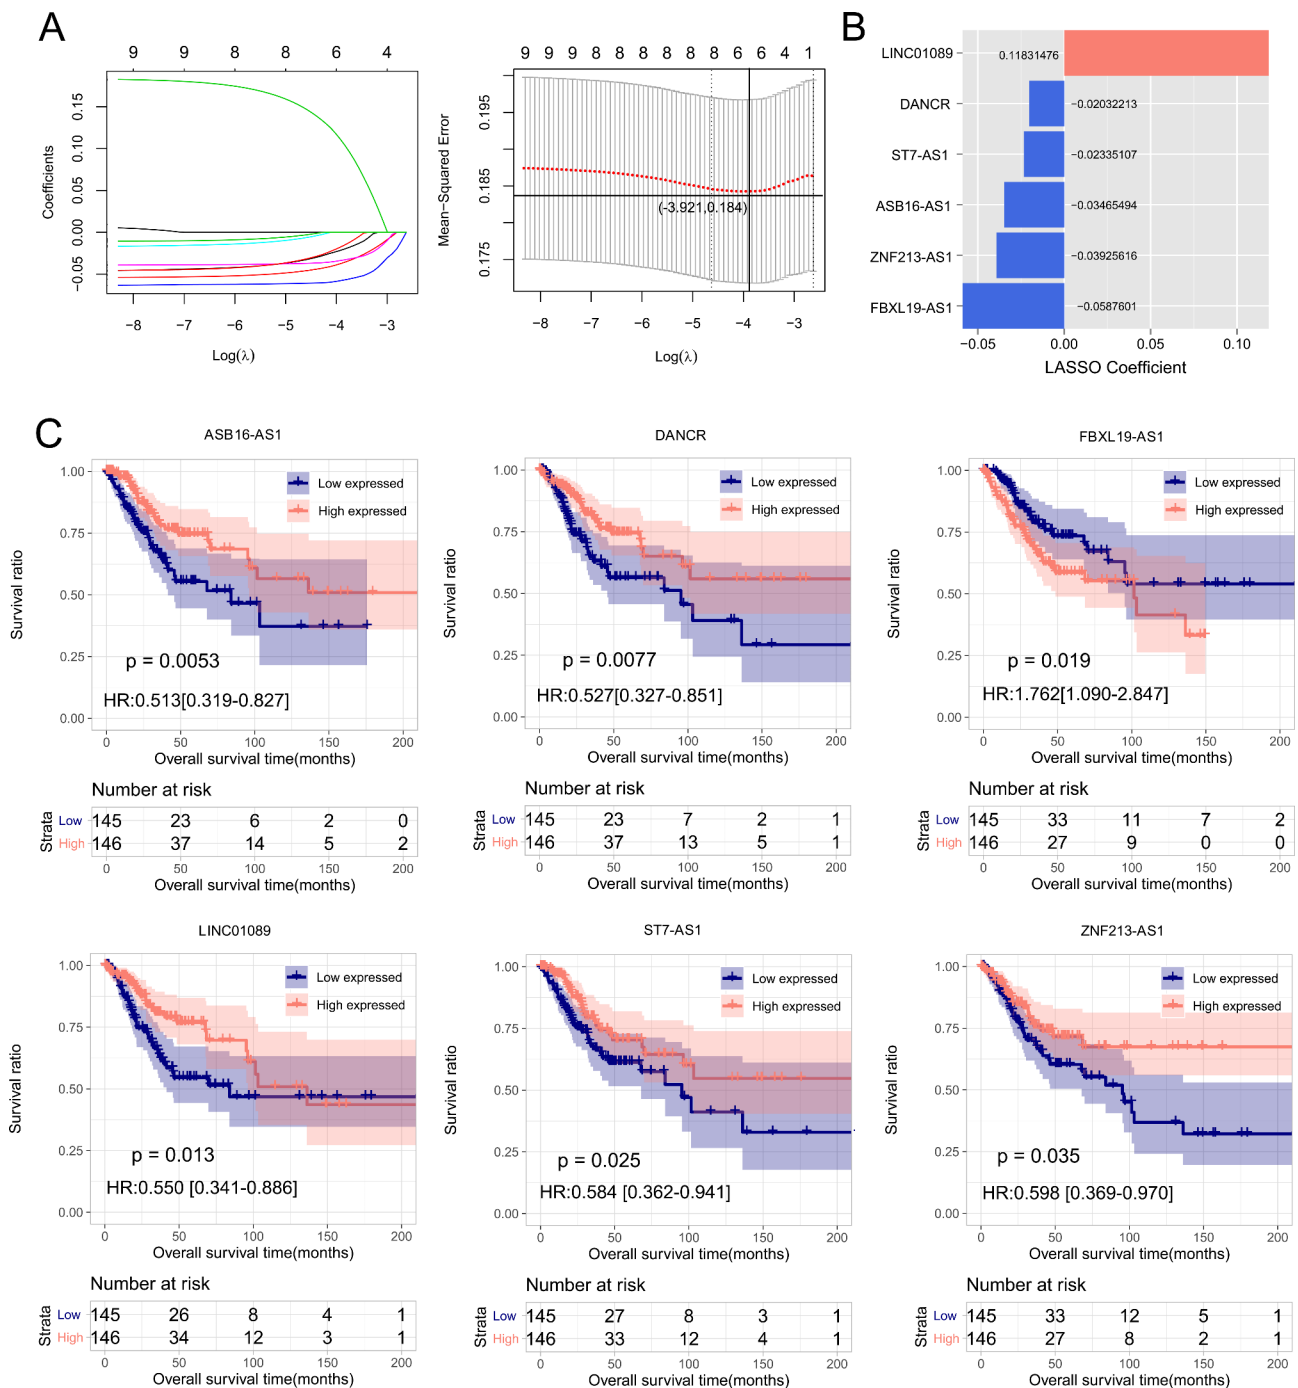 A
9 9 8 8 6 4
Coefficients
0.15
0.10
0.05
0.00
−0.05
−8 −7 −6 −5 −4 −3
Log(λ)
9 9 9 9 8 8 8 8 8 8 6 6 4 1
Mean−Squared Error
0.195
0.185
0.175
(-3.921,0.184)
−8 −7 −6 −5 −4 −3
Log(λ)
B
LINC01089
0.11831476
DANCR
−0.02032213
ST7-AS1
−0.02335107
ASB16-AS1
−0.03465494
ZNF213-AS1
−0.03925616
FBXL19-AS1
−0.0587601
−0.05 0.00 0.05 0.10
LASSO Coefficient
C
ASB16-AS1
Survival ratio
1.00
0.75
0.50
0.25
0.00
Low expressed
High expressed
p = 0.0053
HR:0.513[0.319-0.827]
0 50 100 150 200
Overall survival time(months)
Number at risk
Strata
Low 145 23 6 2 0
High 146 37 14 5 2
0 50 100 150 200
Overall survival time(months)
DANCR
Survival ratio
1.00
0.75
0.50
0.25
0.00
Low expressed
High expressed
p = 0.0077
HR:0.527[0.327-0.851]
0 50 100 150 200
Overall survival time(months)
Number at risk
Strata
Low 145 23 7 2 1
High 146 37 13 5 1
0 50 100 150 200
Overall survival time(months)
FBXL19-AS1
Survival ratio
1.00
0.75
0.50
0.25
0.00
Low expressed
High expressed
p = 0.019
HR:1.762[1.090-2.847]
0 50 100 150 200
Overall survival time(months)
Number at risk
Strata
Low 145 33 11 7 2
High 146 27 9 0 0
0 50 100 150 200
Overall survival time(months)
LINC01089
Survival ratio
1.00
0.75
0.50
0.25
0.00
Low expressed
High expressed
p = 0.013
HR:0.550 [0.341-0.886]
0 50 100 150 200
Overall survival time(months)
Number at risk
Strata
Low 145 26 8 4 1
High 146 34 12 3 1
0 50 100 150 200
Overall survival time(months)
ST7-AS1
Survival ratio
1.00
0.75
0.50
0.25
0.00
Low expressed
High expressed
p = 0.025
HR:0.584 [0.362-0.941]
0 50 100 150 200
Overall survival time(months)
Number at risk
Strata
Low 145 27 8 3 1
High 146 33 12 4 1
0 50 100 150 200
Overall survival time(months)
ZNF213-AS1
Survival ratio
1.00
0.75
0.50
0.25
0.00
Low expressed
High expressed
p = 0.035
HR:0.598 [0.369-0.970]
0 50 100 150 200
Overall survival time(months)
Number at risk
Strata
Low 145 33 12 5 1
High 146 27 8 2 1
0 50 100 150 200
Overall survival time(months)